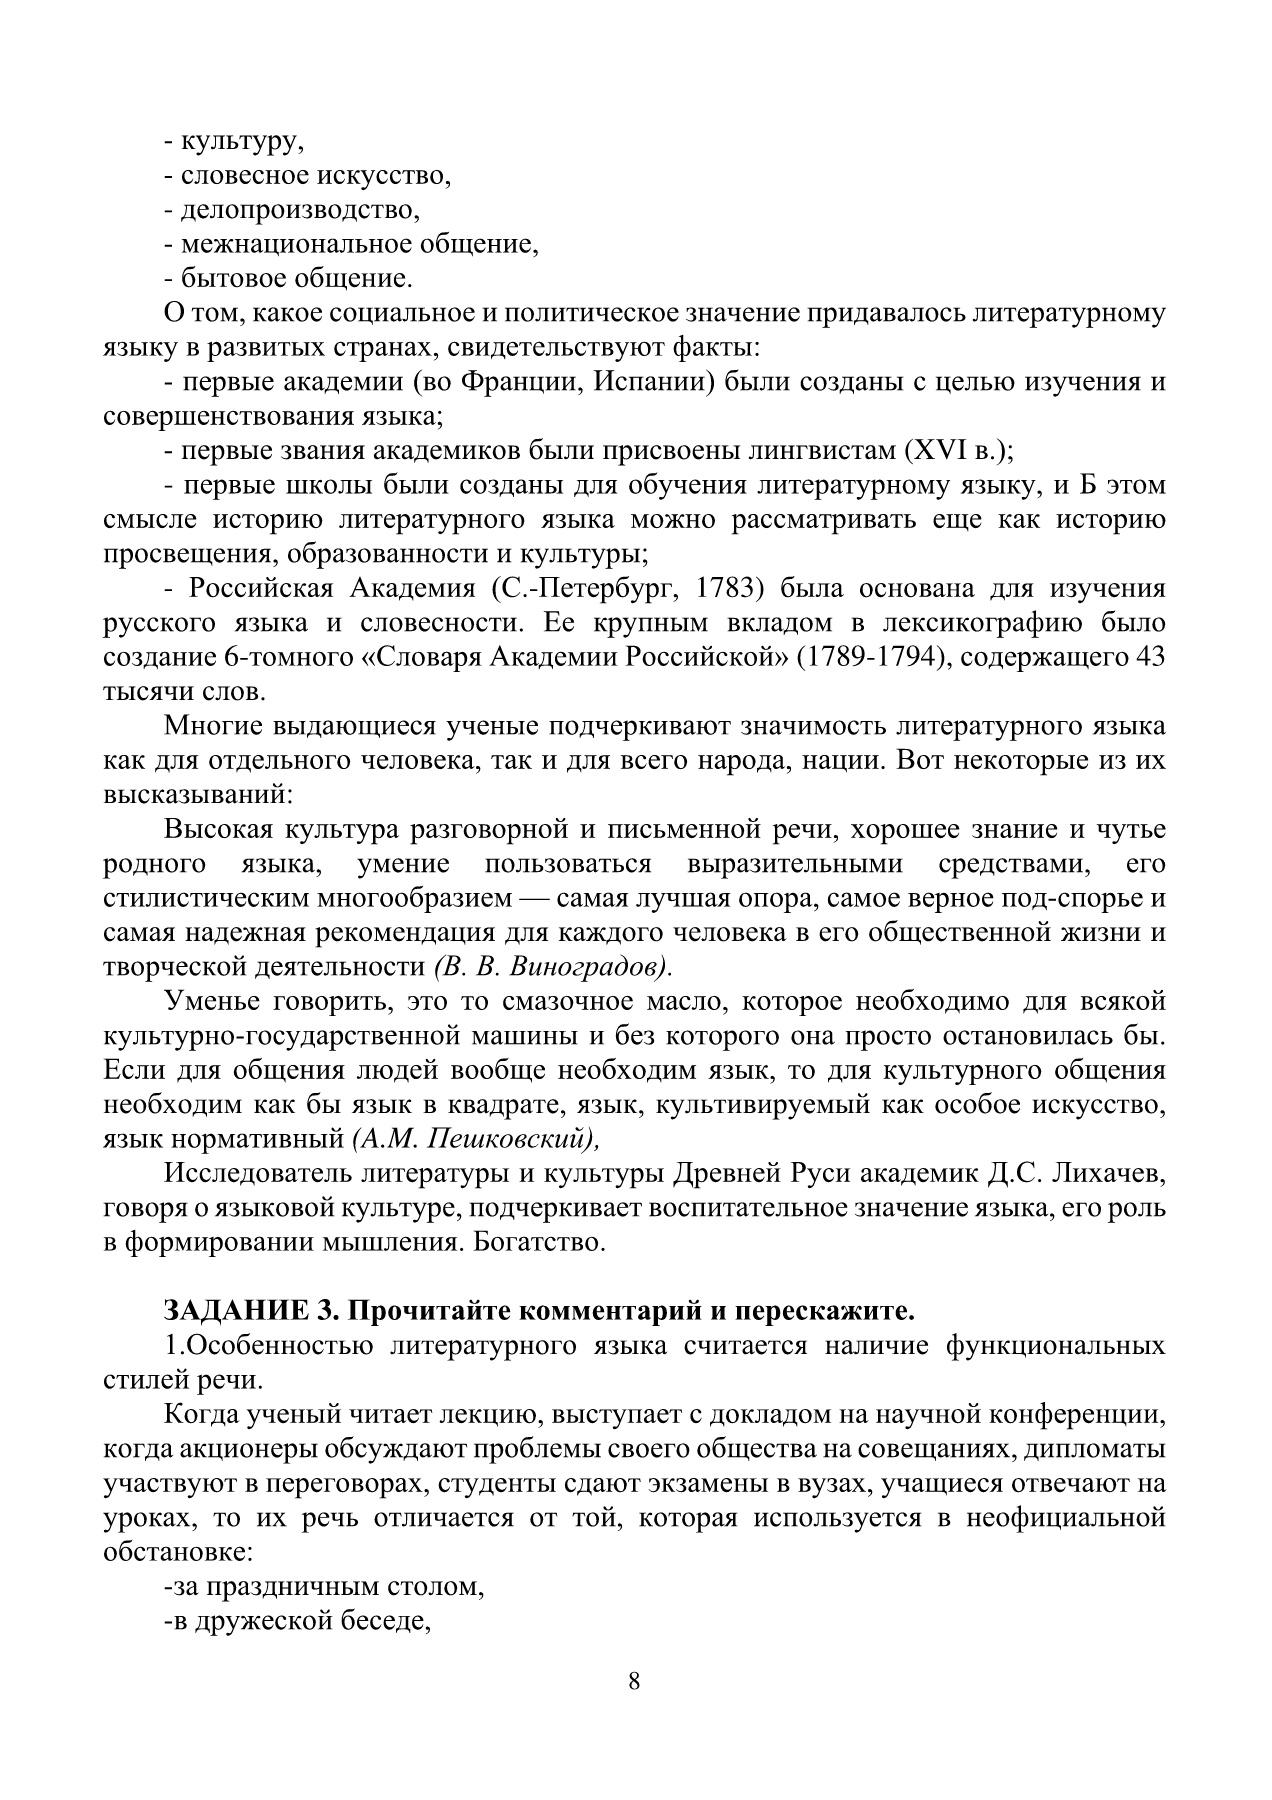 - культуру,
- словесное искусство,
- делопроизводство,
- межнациональное общение,
- бытовое общение.
О том, какое социальное и политическое значение придавалось литературному
языку в развитых странах, свидетельствуют факты:
- первые академии (во Франции, Испании) были созданы с целью изучения и
совершенствования языка;
- первые звания академиков были присвоены лингвистам (XVI в.);
- первые школы были созданы для обучения литературному языку, и Б этом
смысле историю литературного языка можно рассматривать еще как историю
просвещения, образованности и культуры;
- Российская Академия (С.-Петербург, 1783) была основана для изучения
русского языка и словесности. Ее крупным вкладом в лексикографию было
создание 6-томного «Словаря Академии Российской» (1789-1794), содержащего 43
тысячи слов.
Многие выдающиеся ученые подчеркивают значимость литературного языка
как для отдельного человека, так и для всего народа, нации. Вот некоторые из их
высказываний:
Высокая культура разговорной и письменной речи, хорошее знание и чутье
родного языка, умение пользоваться выразительными средствами, его
стилистическим многообразием — самая лучшая опора, самое верное под-спорье и
самая надежная рекомендация для каждого человека в его общественной жизни и
творческой деятельности (В. В. Виноградов).
Уменье говорить, это то смазочное масло, которое необходимо для всякой
культурно-государственной машины и без которого она просто остановилась бы.
Если для общения людей вообще необходим язык, то для культурного общения
необходим как бы язык в квадрате, язык, культивируемый как особое искусство,
язык нормативный (А.М. Пешковский),
Исследователь литературы и культуры Древней Руси академик Д.С. Лихачев,
говоря о языковой культуре, подчеркивает воспитательное значение языка, его роль
в формировании мышления. Богатство.
ЗАДАНИЕ 3. Прочитайте комментарий и перескажите.
1.Особенностью литературного языка считается наличие функциональных
стилей речи.
Когда ученый читает лекцию, выступает с докладом на научной конференции,
когда акционеры обсуждают проблемы своего общества на совещаниях, дипломаты
участвуют в переговорах, студенты сдают экзамены в вузах, учащиеся отвечают на
уроках, то их речь отличается от той, которая используется в неофициальной
обстановке:
-за праздничным столом,
-в дружеской беседе,
8